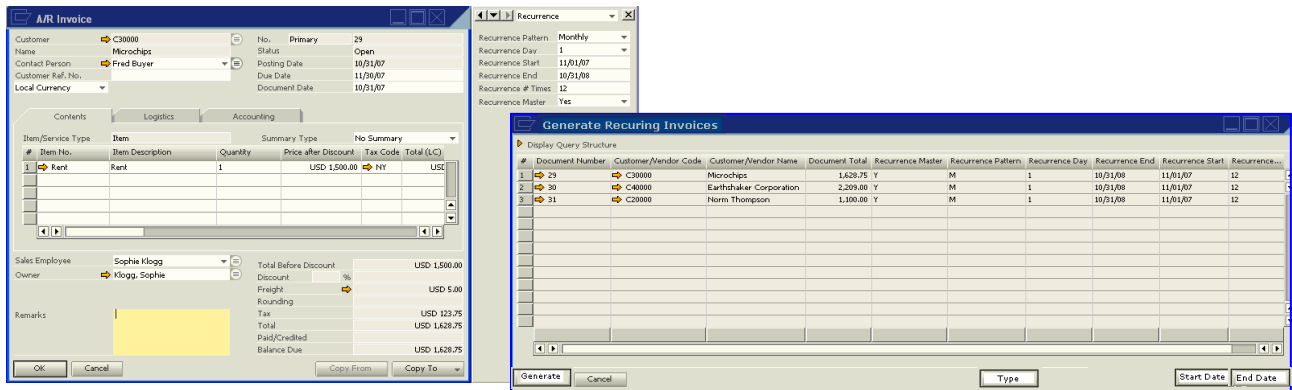 A/R Invoice
Customer C30000 No. Primary 29
Name Microchips Status Open
Contact Person Fred Buyer Posting Date 10/31/07
Customer Ref. No. Due Date 11/30/07
Local Currency Document Date 10/31/07
Contents Logistics Accounting
Item/Service Type Item Summary Type No Summary
# Item No. Item Description Quantity Price after Discount Tax Code Total (LC)
1 Rent Rent 1 USD 1,500.00 NY USD
Sales Employee Sophie Klogg
Owner Klogg, Sophie
Remarks
Total Before Discount USD 1,500.00
Discount %
Freight USD 5.00
Rounding
Tax USD 123.75
Total USD 1,628.75
Paid/Credited
Balance Due USD 1,628.75
OK Cancel Copy From Copy To
Recurrence
Recurrence Pattern Monthly
Recurrence Day 1
Recurrence Start 11/01/07
Recurrence End 10/31/08
Recurrence # Times 12
Recurrence Master Yes
Generate Recuring Invoices
Display Query Structure
# Document Number Customer/Vendor Code Customer/Vendor Name Document Total Recurrence Master Recurrence Pattern Recurrence Day Recurrence End Recurrence Start Recurrence...
1 29 C30000 Microchips 1,628.75 Y M 1 10/31/08 11/01/07 12
2 30 C40000 Earthshaker Corporation 2,209.00 Y M 1 10/31/08 11/01/07 12
3 31 C20000 Norm Thompson 1,100.00 Y M 1 10/31/08 11/01/07 12
Generate Cancel Type Start Date End Date